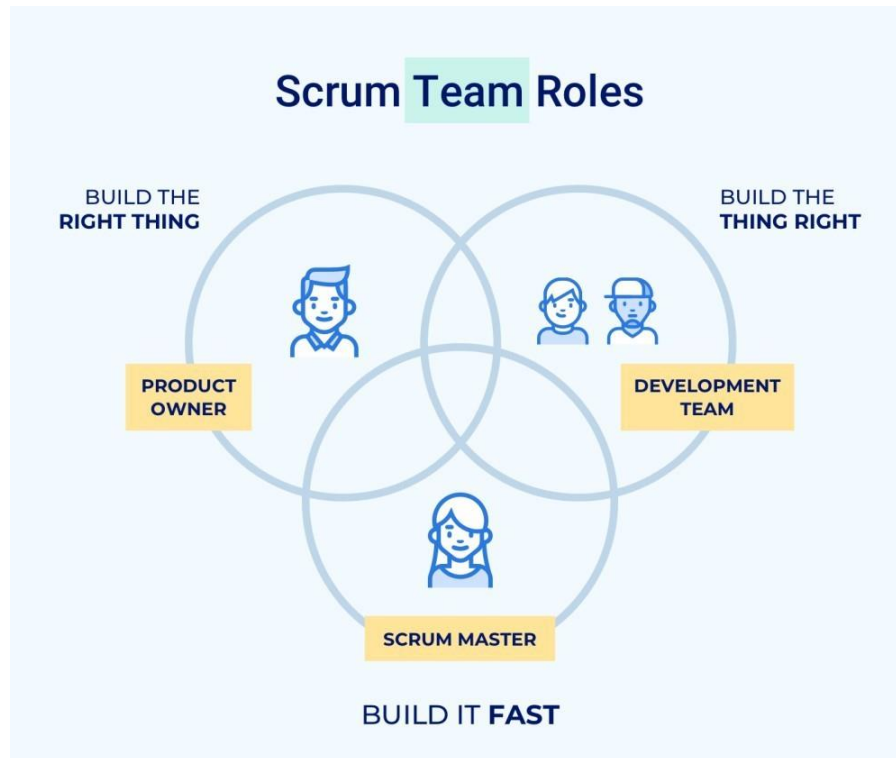 Scrum Team Roles
BUILD THE
RIGHT THING
BUILD THE
THING RIGHT
PRODUCT
OWNER
DEVELOPMENT
TEAM
SCRUM MASTER
BUILD IT FAST